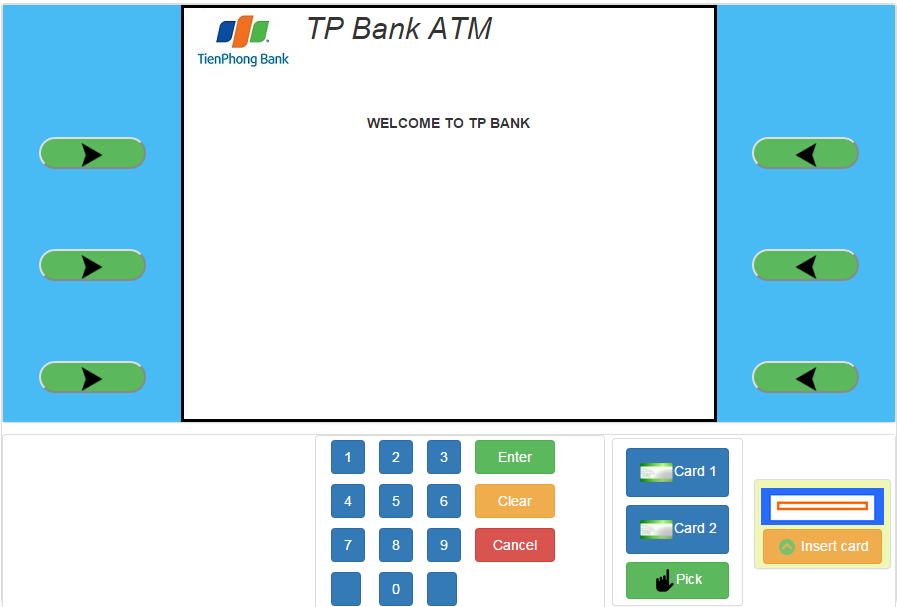 TP Bank ATM
TienPhong Bank
WELCOME TO TP BANK
1 2 3 Enter
4 5 6 Clear
7 8 9 Cancel
0
Card 1
Card 2
Pick
Insert card